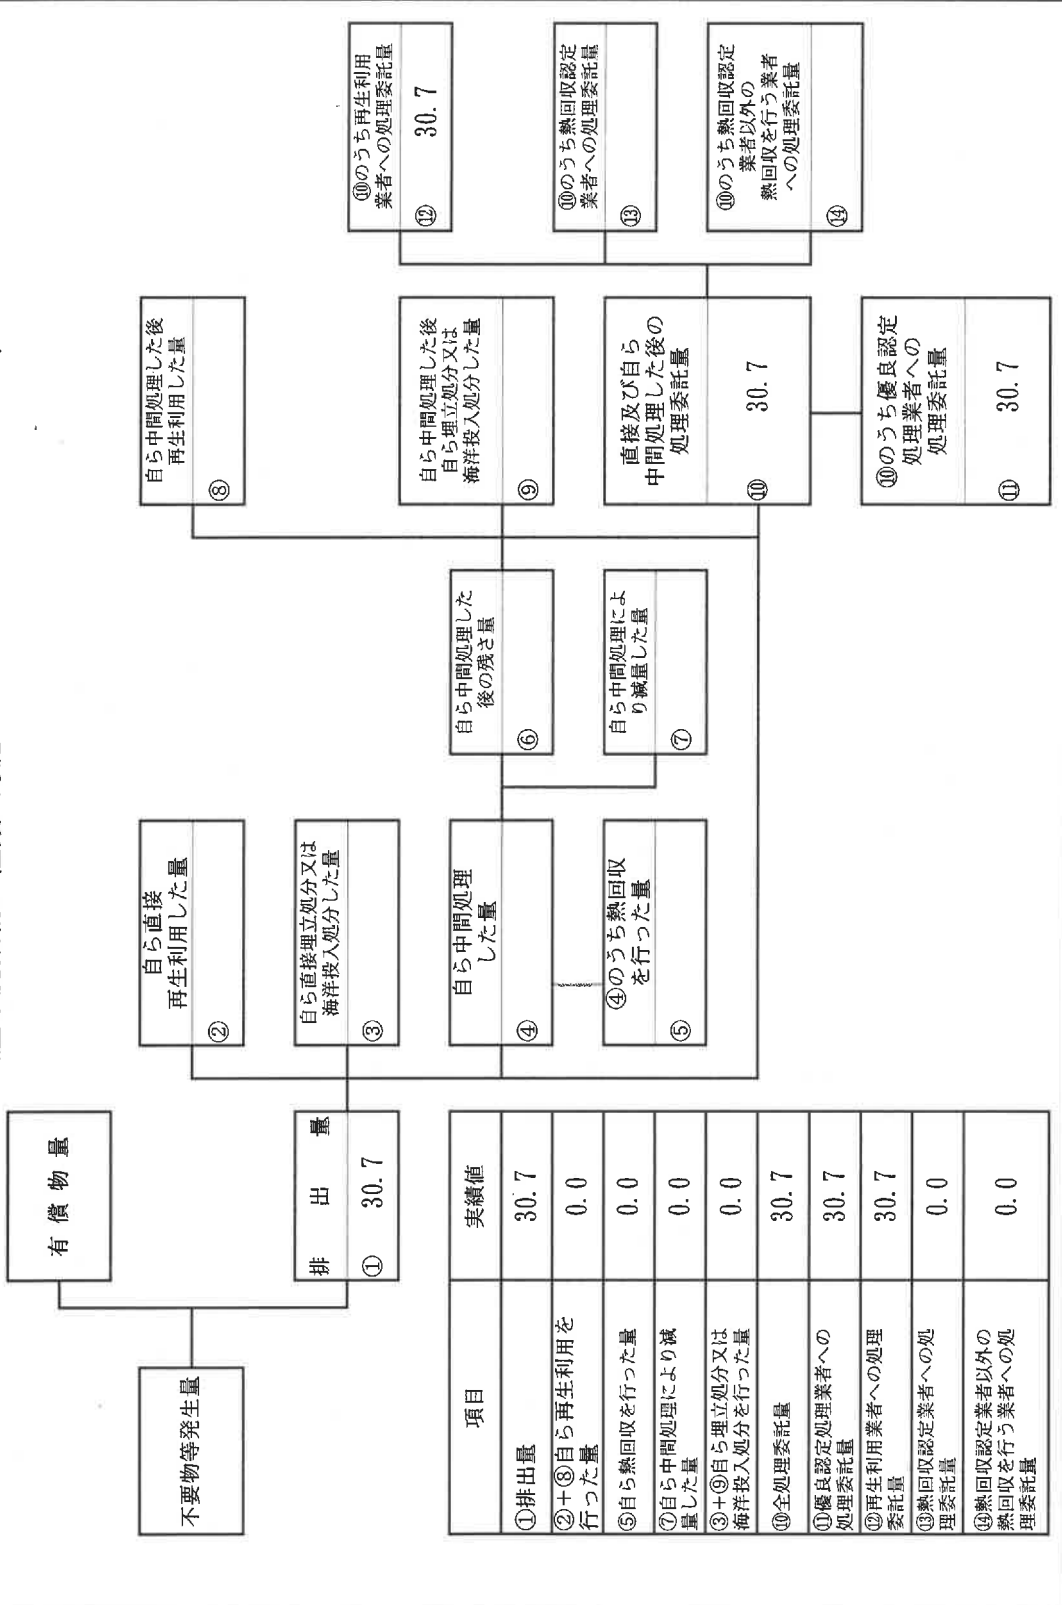 不要物等発生量
有償物量
排出量
① 30.7
自ら直接
再生利用した量
②
自ら直接埋立処分又は
海洋投入処分した量
③
自ら中間処理
した量
④
④のうち熱回収
を行った量
⑤
自ら中間処理した
後の残さ量
⑥
自ら中間処理によ
り減量した量
⑦
自ら中間処理した後
再生利用した量
⑧
自ら中間処理した後
自ら埋立処分又は
海洋投入処分した量
⑨
直接及び自ら
中間処理した後の
処理委託量
⑩ 30.7
⑩のうち優良認定
処理業者への
処理委託量
⑪ 30.7
⑩のうち再生利用
業者への処理委託量
⑫ 30.7
⑩のうち熱回収認定
業者への処理委託量
⑬
⑩のうち熱回収認定
業者以外の
熱回収を行う業者
への処理委託量
⑭
項目 実績値
①排出量 30.7
②+⑧自ら再生利用を
行った量 0.0
⑤自ら熱回収を行った量 0.0
⑦自ら中間処理により減
量した量 0.0
③+⑨自ら埋立処分又は
海洋投入処分を行った量 0.0
⑩全処理委託量 30.7
⑪優良認定処理業者への
処理委託量 30.7
⑫再生利用業者への処理
委託量 30.7
⑬熱回収認定業者への処
理委託量 0.0
⑭熱回収認定業者以外の
熱回収を行う業者への処
理委託量 0.0